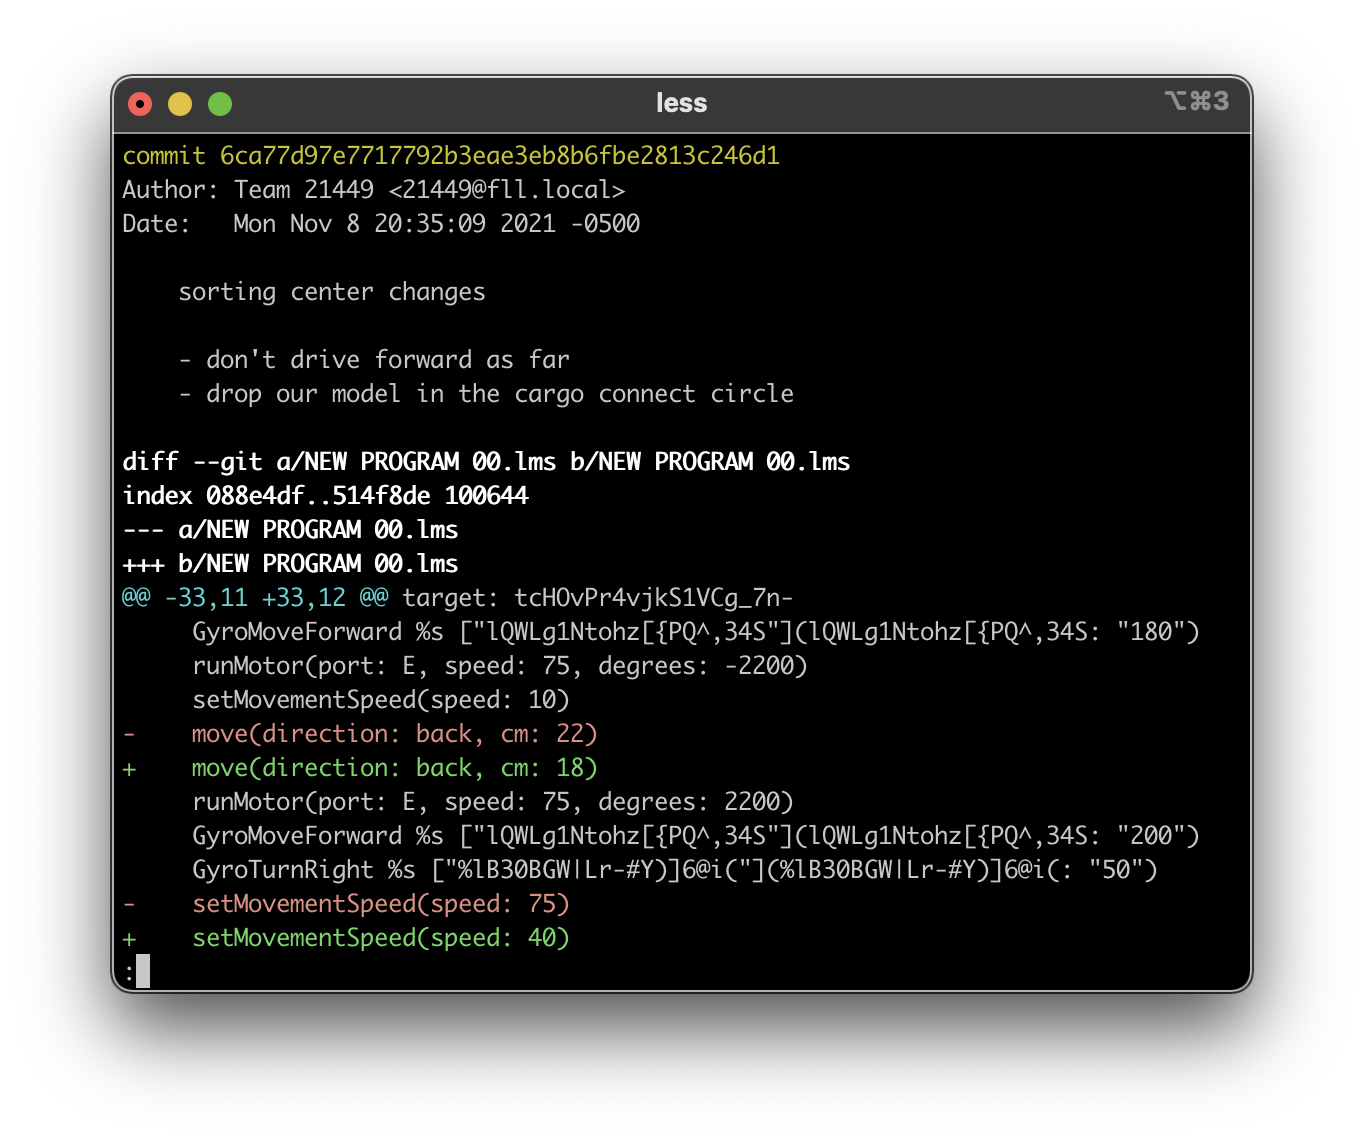 less
⌥⌘3
commit 6ca77d97e7717792b3eae3eb8b6fbe2813c246d1
Author: Team 21449 <21449@fll.local>
Date:   Mon Nov 8 20:35:09 2021 -0500
    sorting center changes
    - don't drive forward as far
    - drop our model in the cargo connect circle
diff --git a/NEW PROGRAM 00.lms b/NEW PROGRAM 00.lms
index 088e4df..514f8de 100644
--- a/NEW PROGRAM 00.lms
+++ b/NEW PROGRAM 00.lms
@@ -33,11 +33,12 @@ target: tcHOvPr4vjkS1VCg_7n-
     GyroMoveForward %s ["lQWLg1Ntohz[{PQ^,34S"](lQWLg1Ntohz[{PQ^,34S: "180")
     runMotor(port: E, speed: 75, degrees: -2200)
     setMovementSpeed(speed: 10)
-    move(direction: back, cm: 22)
+    move(direction: back, cm: 18)
     runMotor(port: E, speed: 75, degrees: 2200)
     GyroMoveForward %s ["lQWLg1Ntohz[{PQ^,34S"](lQWLg1Ntohz[{PQ^,34S: "200")
     GyroTurnRight %s ["%lB30BGW|Lr-#Y)]6@i("](%lB30BGW|Lr-#Y)]6@i(: "50")
-    setMovementSpeed(speed: 75)
+    setMovementSpeed(speed: 40)
: